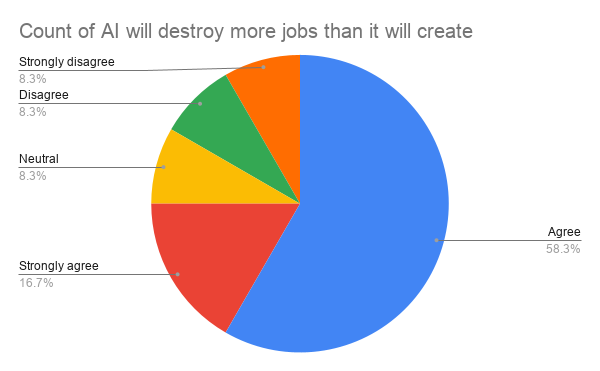 Count of AI will destroy more jobs than it will create
Strongly disagree
8.3%
Disagree
8.3%
Neutral
8.3%
Agree
58.3%
Strongly agree
16.7%